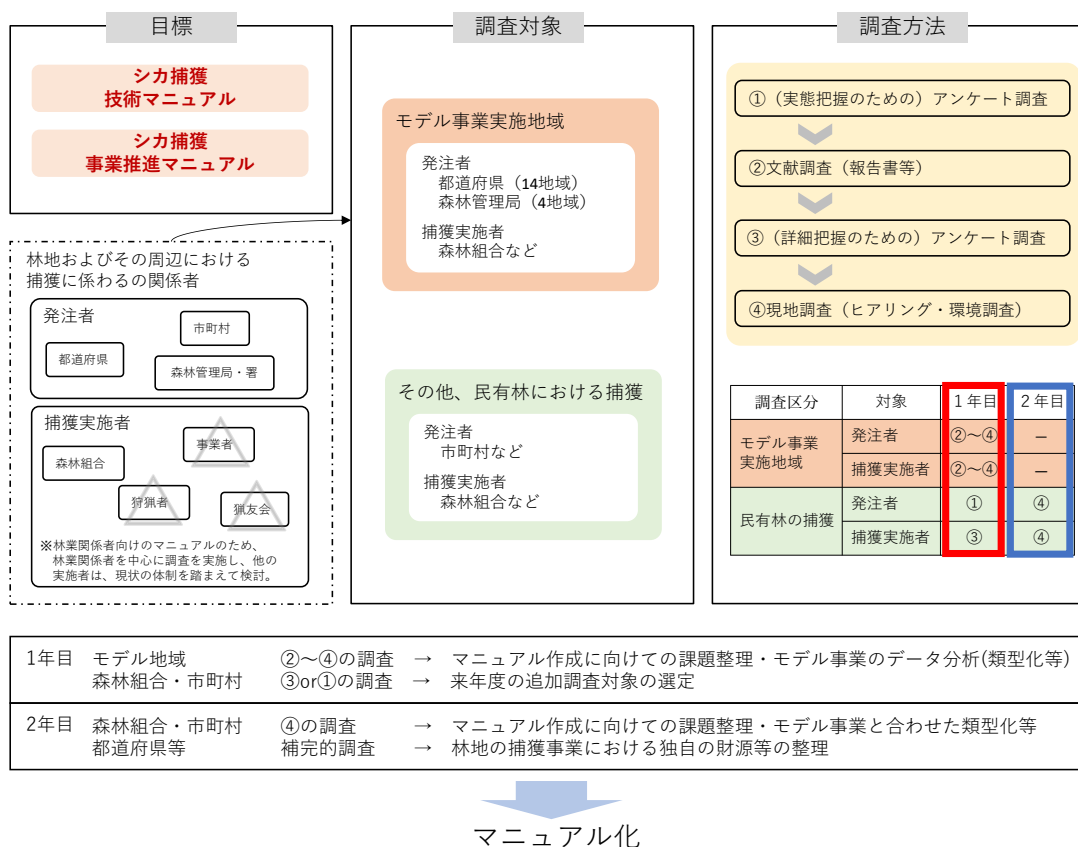 目標
シカ捕獲
技術マニュアル
シカ捕獲
事業推進マニュアル
林地およびその周辺における
捕獲に係わるの関係者
発注者
市町村
都道府県
森林管理局・署
捕獲実施者
事業者
森林組合
狩猟者
猟友会
※林業関係者向けのマニュアルのため、
林業関係者を中心に調査を実施し、他の
実施者は、現状の体制を踏まえて検討。
調査対象
モデル事業実施地域
発注者
都道府県（14地域）
森林管理局（4地域）
捕獲実施者
森林組合など
その他、民有林における捕獲
発注者
市町村など
捕獲実施者
森林組合など
調査方法
①（実態把握のための）アンケート調査
②文献調査（報告書等）
③（詳細把握のための）アンケート調査
④現地調査（ヒアリング・環境調査）
調査区分 対象 1年目 2年目
モデル事業
実施地域
発注者 ②～④ －
捕獲実施者 ②～④ －
民有林の捕獲
発注者 ① ④
捕獲実施者 ③ ④
1年目 モデル地域 ②～④の調査 → マニュアル作成に向けての課題整理・モデル事業のデータ分析(類型化等)
森林組合・市町村 ③or①の調査 → 来年度の追加調査対象の選定
2年目 森林組合・市町村 ④の調査 → マニュアル作成に向けての課題整理・モデル事業と合わせた類型化等
都道府県等 補完的調査 → 林地の捕獲事業における独自の財源等の整理
マニュアル化